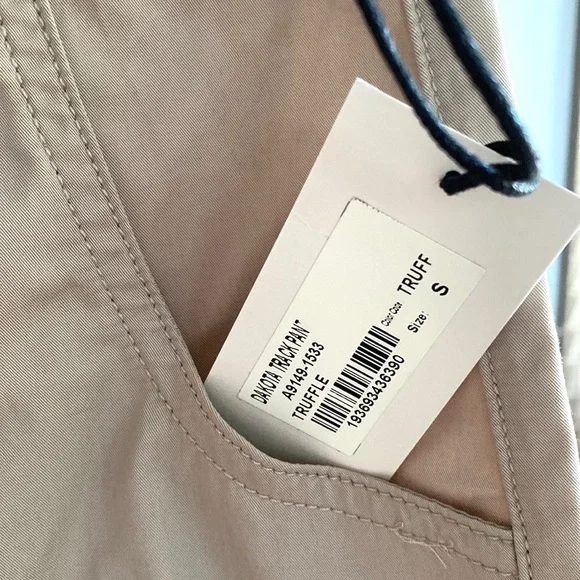 DAKOTA TRACK PANT
A9149-1533
TRUFFLE
193693436390
Color Code: TRUFF
Size: S